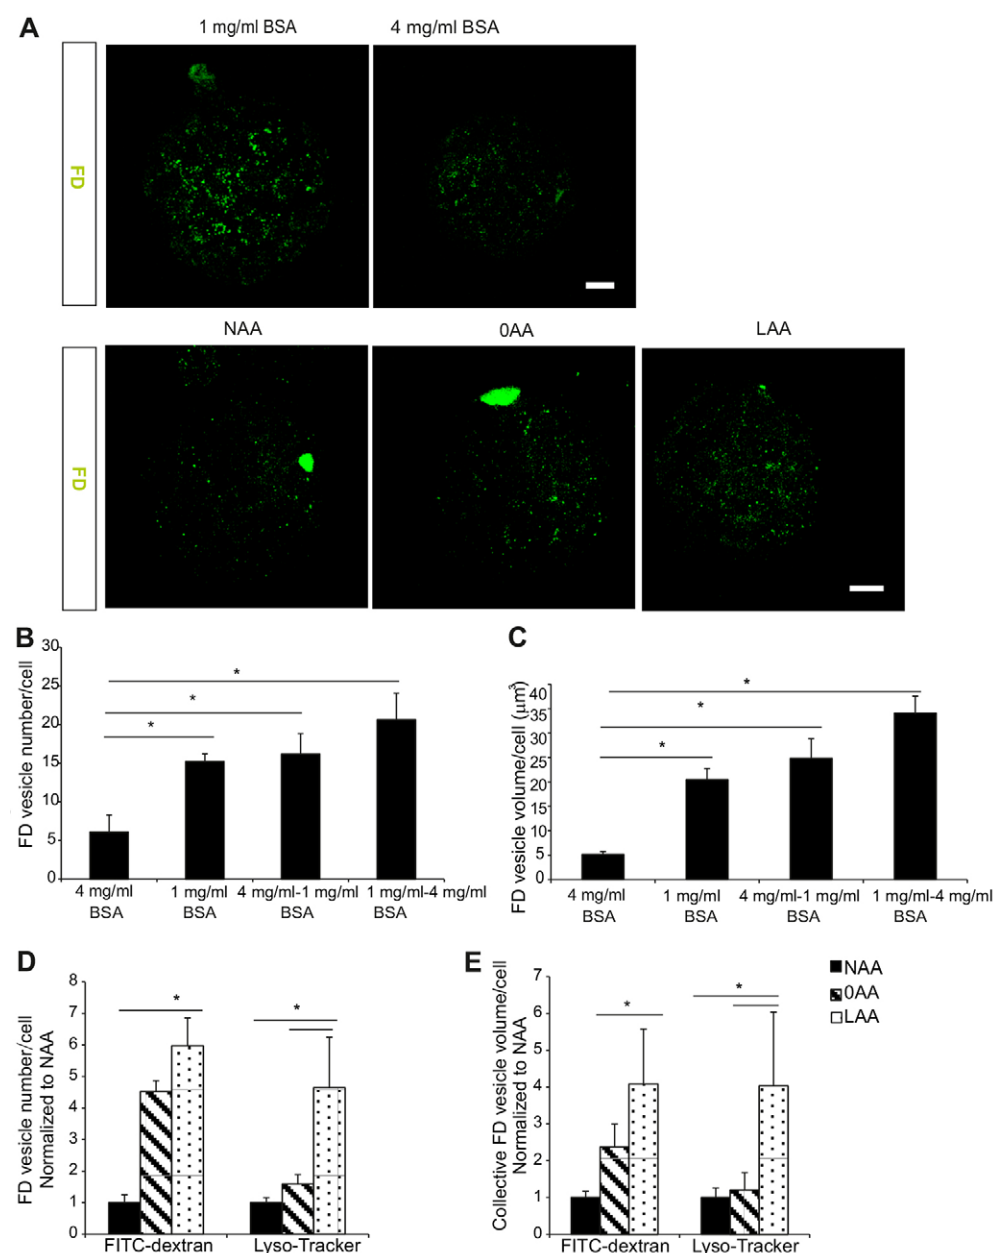 A
1 mg/ml BSA
4 mg/ml BSA
FD
NAA
0AA
LAA
FD
B
FD vesicle number/cell
30
25
20
15
10
5
0
*
*
*
4 mg/ml BSA
1 mg/ml BSA
4 mg/ml-1 mg/ml BSA
1 mg/ml-4 mg/ml BSA
C
FD vesicle volume/cell (µm³)
40
35
30
25
20
15
10
5
0
*
*
*
4 mg/ml BSA
1 mg/ml BSA
4 mg/ml-1 mg/ml BSA
1 mg/ml-4 mg/ml BSA
D
FD vesicle number/cell
Normalized to NAA
8
7
6
5
4
3
2
1
0
*
*
FITC-dextran
Lyso-Tracker
E
Collective FD vesicle volume/cell
Normalized to NAA
7
6
5
4
3
2
1
0
*
*
FITC-dextran
Lyso-Tracker
NAA
0AA
LAA